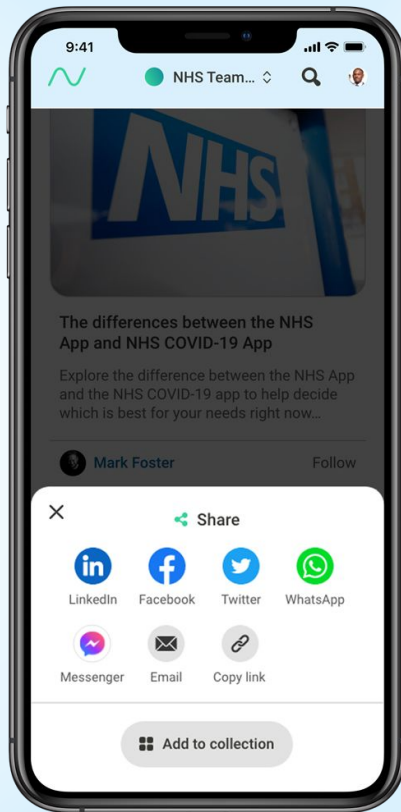 9:41
NHS Team...
NHS
The differences between the NHS
App and NHS COVID-19 App
Explore the difference between the NHS App
and the NHS COVID-19 app to help decide
which is best for your needs right now...
Mark Foster
Follow
Share
in
LinkedIn
Facebook
Twitter
WhatsApp
Messenger
Email
Copy link
Add to collection